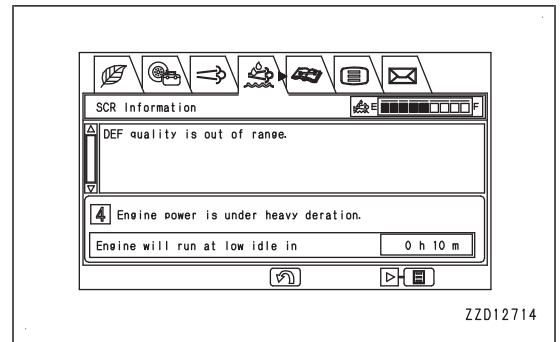 SCR Information
E F
DEF quality is out of range.
4 Engine power is under heavy deration.
Engine will run at low idle in 0 h 10 m
ZZD12714